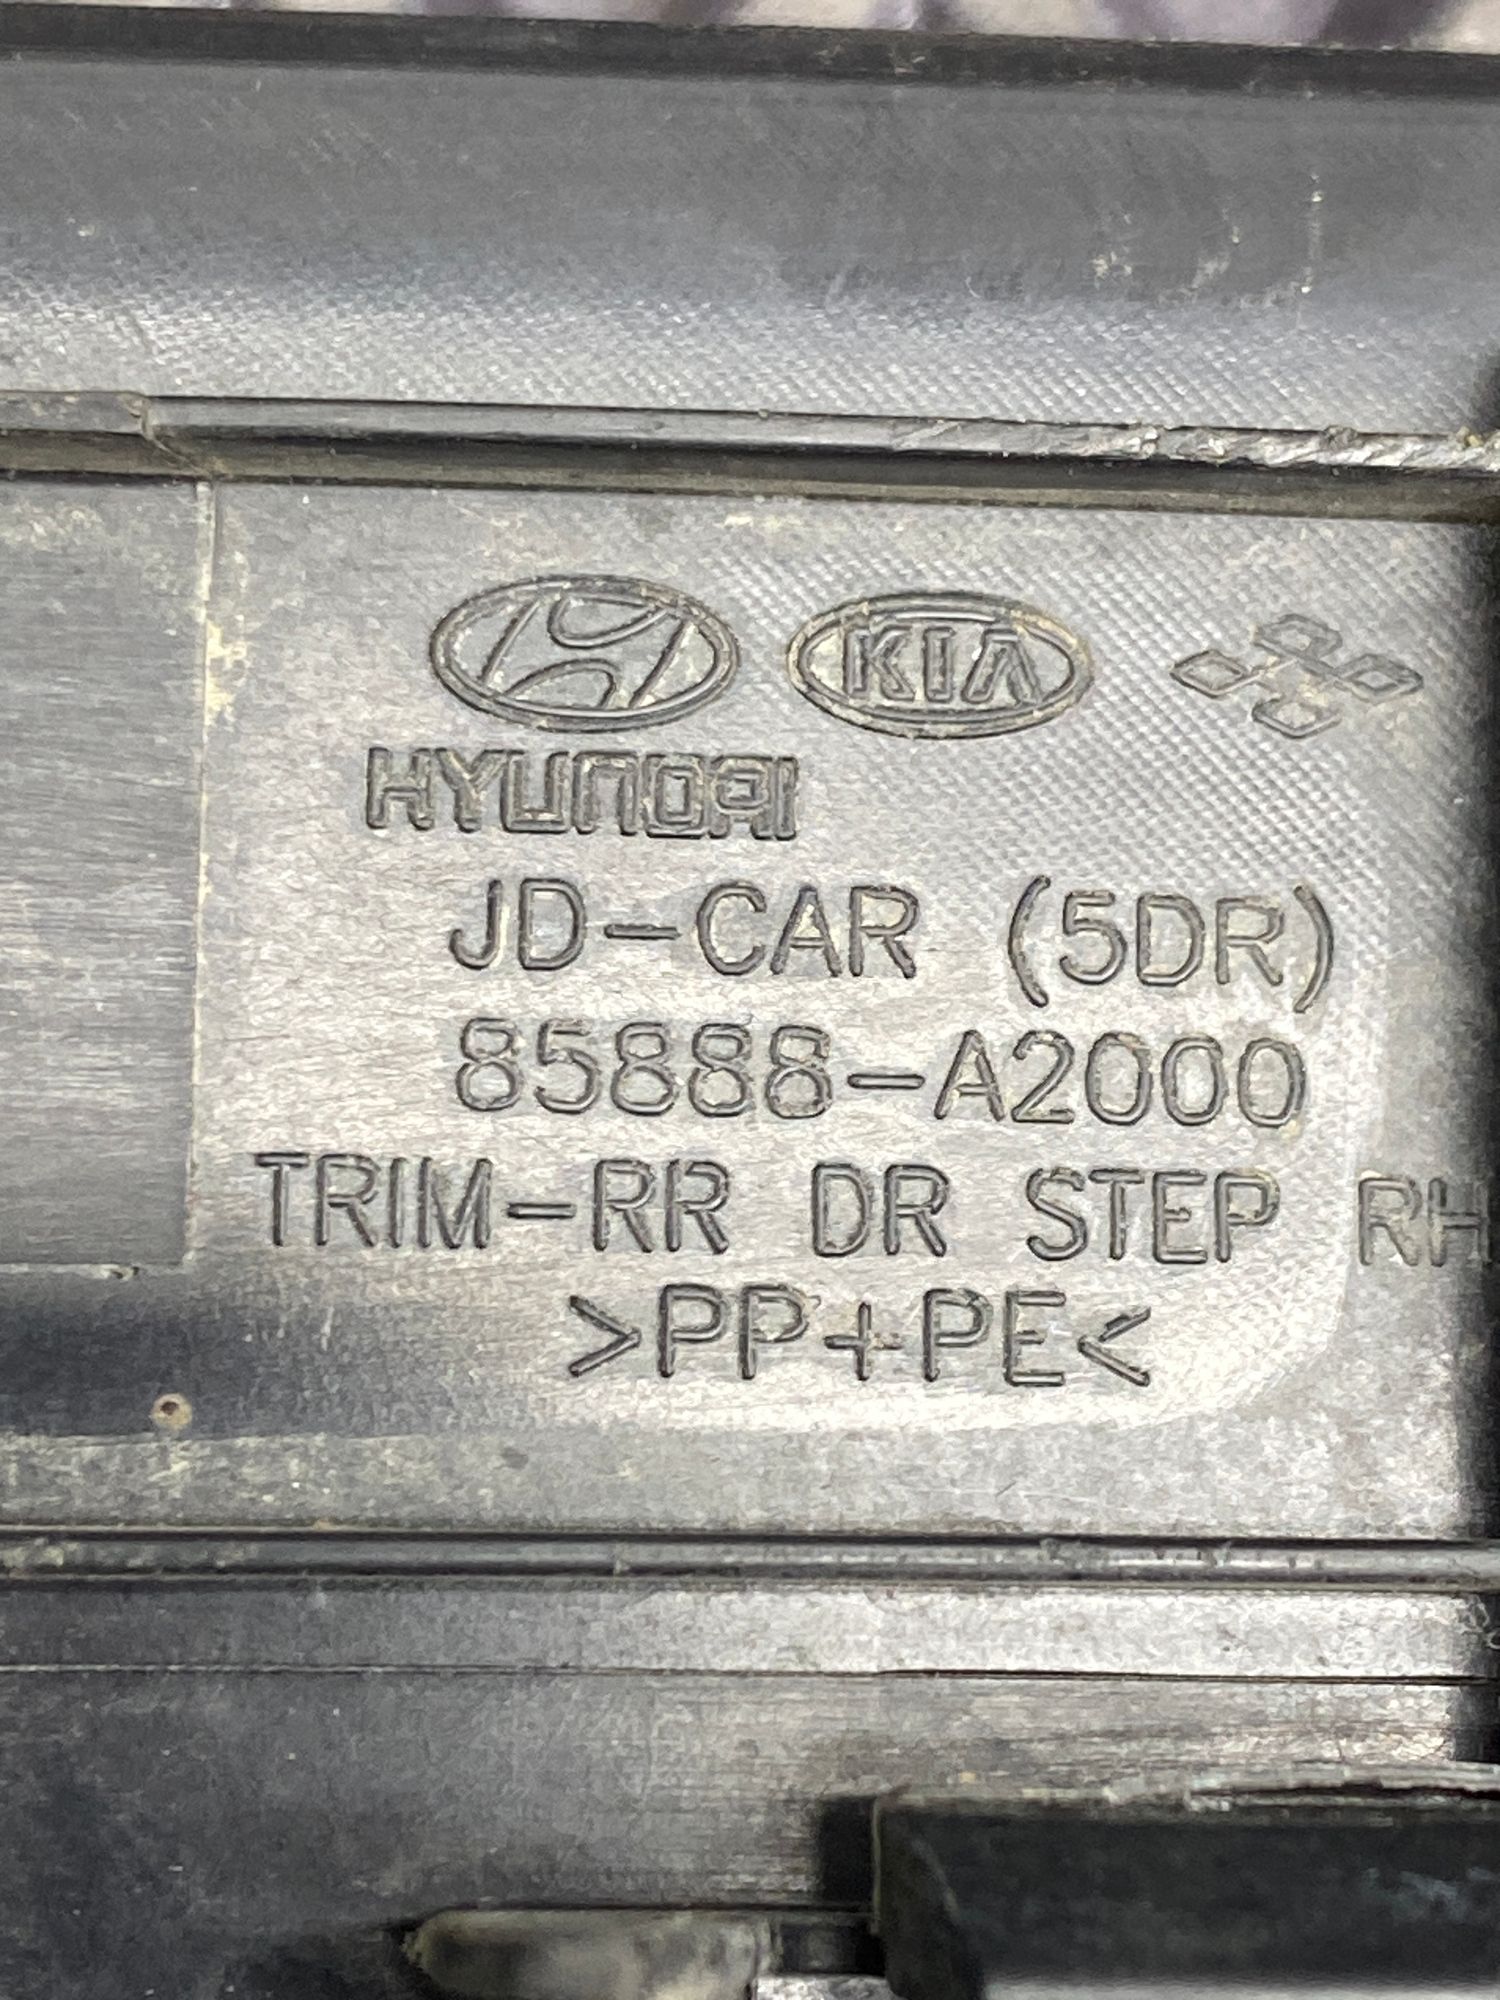 KIA
HYUNDAI
JD-CAR (5DR)
85888-A2000
TRIM-RR DR STEP RH
>PP+PE<